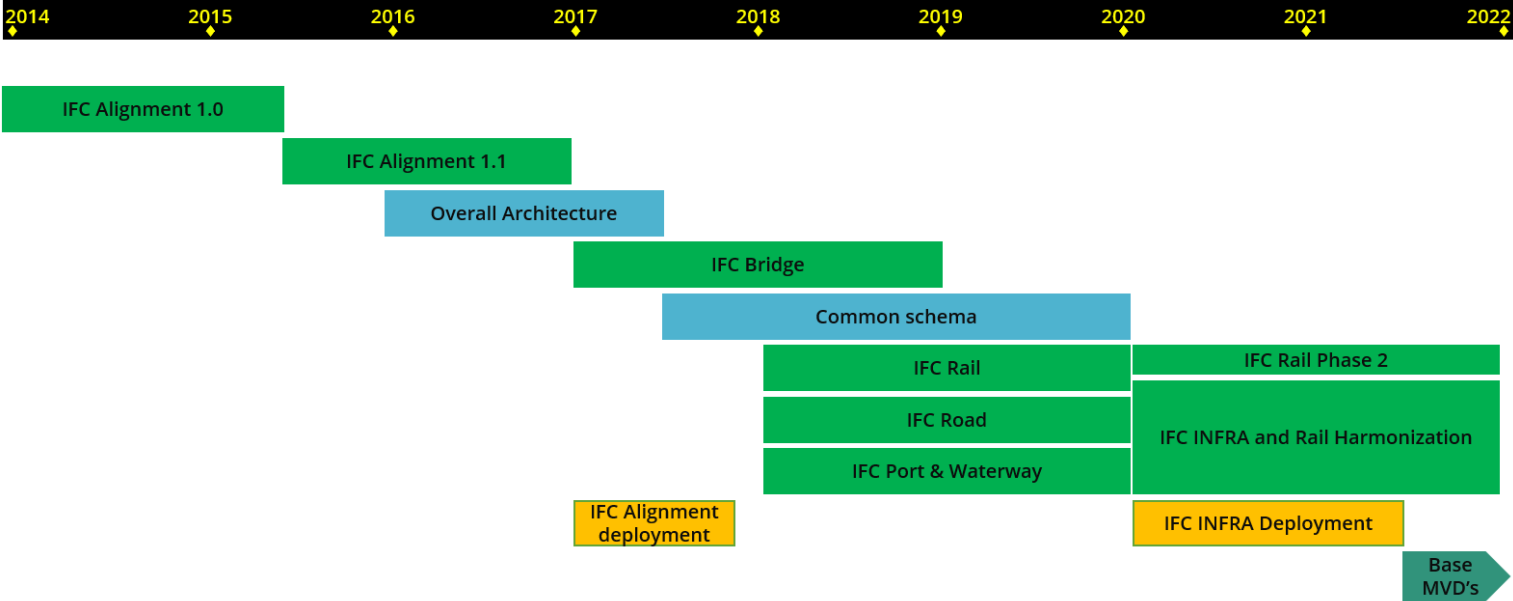 2014 2015 2016 2017 2018 2019 2020 2021 2022
IFC Alignment 1.0
IFC Alignment 1.1
Overall Architecture
IFC Bridge
Common schema
IFC Rail
IFC Rail Phase 2
IFC Road
IFC INFRA and Rail Harmonization
IFC Port & Waterway
IFC Alignment
deployment
IFC INFRA Deployment
Base
MVD's